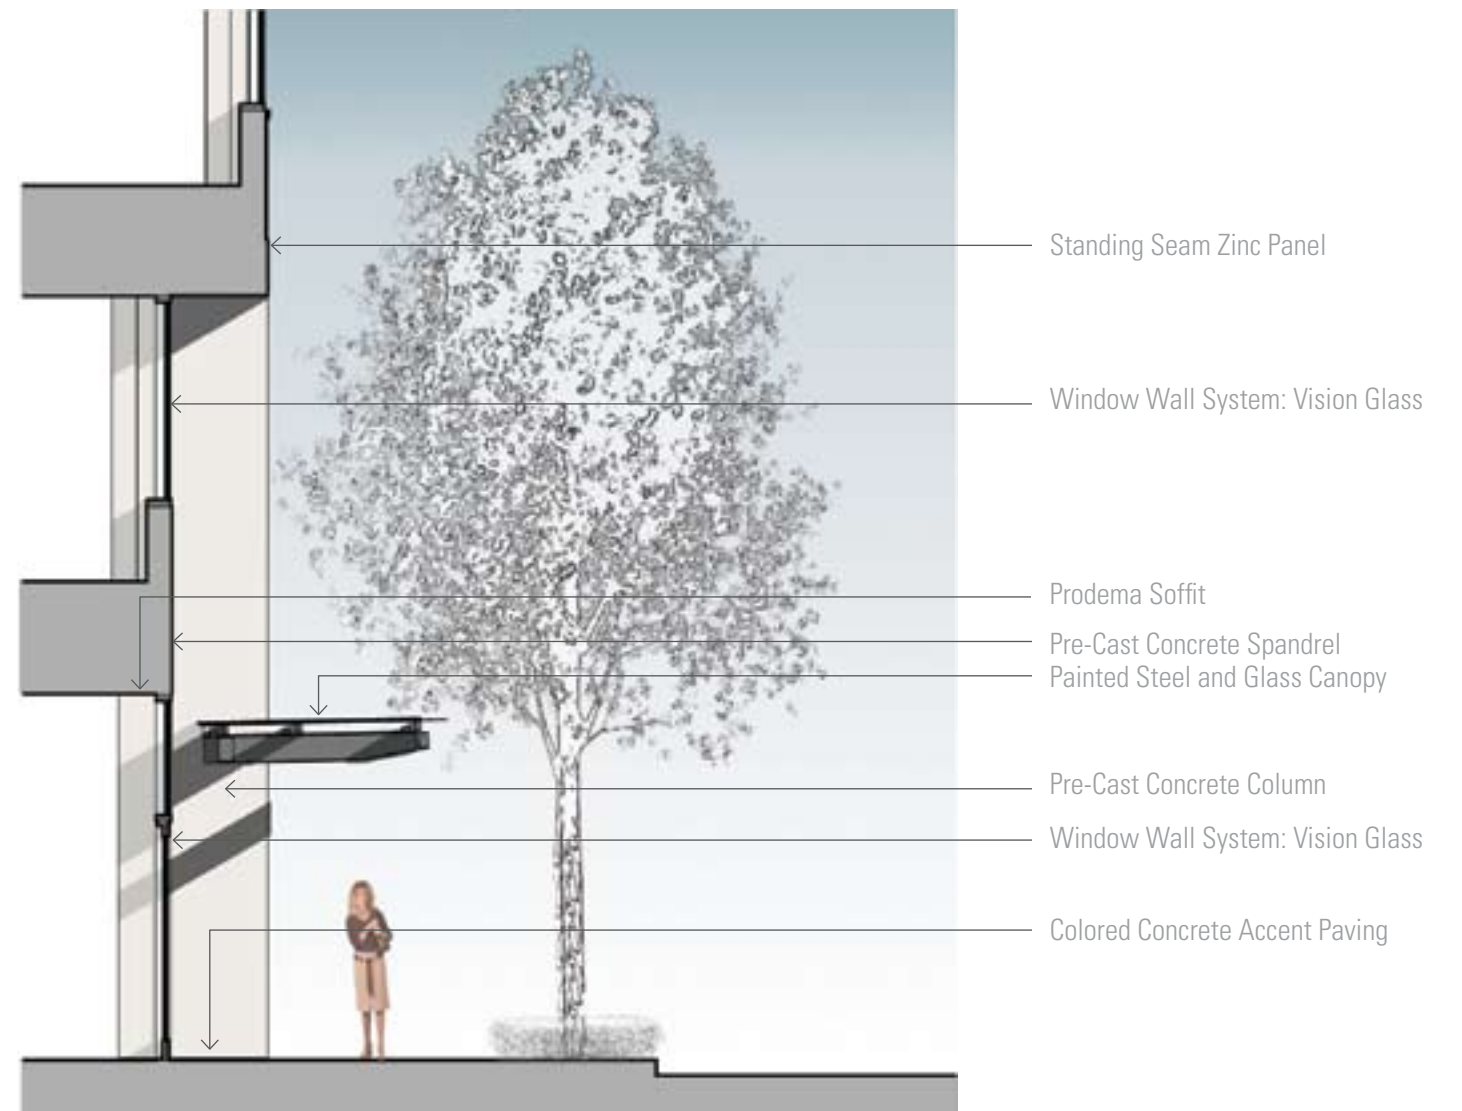 Standing Seam Zinc Panel
Window Wall System: Vision Glass
Prodema Soffit
Pre-Cast Concrete Spandrel
Painted Steel and Glass Canopy
Pre-Cast Concrete Column
Window Wall System: Vision Glass
Colored Concrete Accent Paving